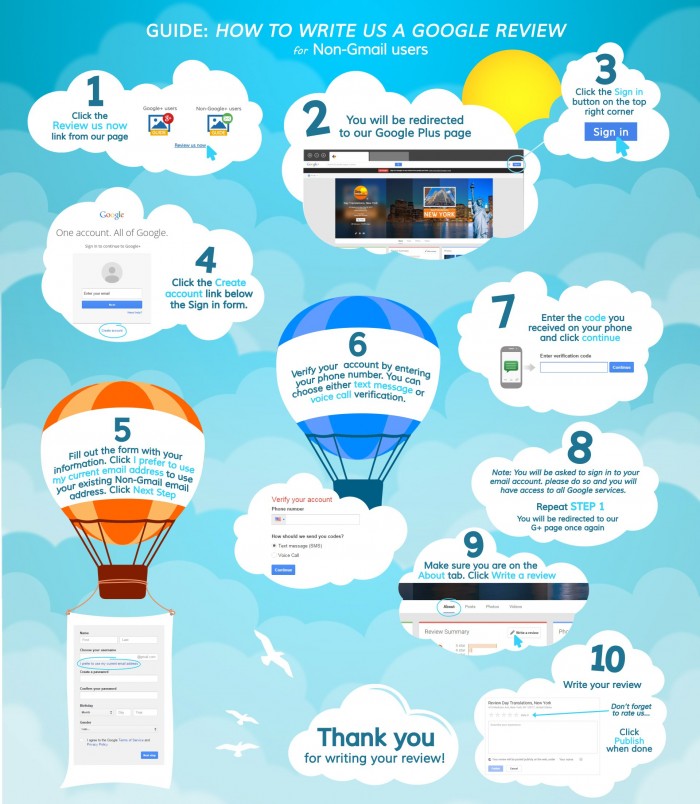 GUIDE: HOW TO WRITE US A GOOGLE REVIEW
for Non-Gmail users
1
Click the
Review us now
link from our page
Google+ users
Non-Google+ users
Review us now
2
You will be redirected
to our Google Plus page
NEW YORK
3
Click the Sign in
button on the top
right corner
Sign in
Google
One account. All of Google.
Sign in to continue to Google+
Enter your email
Create account
4
Click the Create
account link below
the Sign in form.
5
Fill out the form with your
information. Click I prefer to use
my current email address to use
your existing Non-Gmail email
address. Click Next Step
Name
First
Last
Choose your username
@gmail.com
I prefer to use my current email address
Create a password
Confirm your password
Birthday
Month
Day
Year
Gender
I agree to the Google Terms of Service and
Privacy Policy
Next step
6
Verify your account by entering
your phone number. You can
choose either text message or
voice call verification.
Verify your account
Phone number
How should we send you codes?
Text message (SMS)
Voice Call
Continue
7
Enter the code you
received on your phone
and click continue
Enter verification code
Continue
8
Note: You will be asked to sign in to your
email account. please do so and you will
have access to all Google services.
Repeat STEP 1
You will be redirected to our
G+ page once again
9
Make sure you are on the
About tab. Click Write a review
About
Posts
Photos
Videos
Review Summary
Write a review
10
Write your review
Review Day Translations, New York
Don't forget
to rate us...
Click
Publish
when done
Thank you
for writing your review!